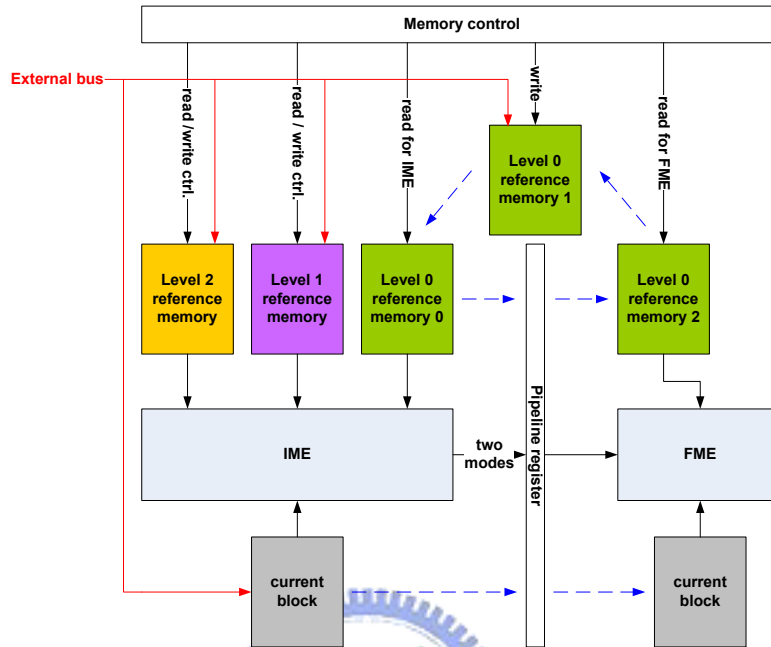 Memory control
External bus
read /write ctrl.
read / write ctrl.
read for IME
write
read for FME
Level 0
reference
memory 1
Level 2
reference
memory
Level 1
reference
memory
Level 0
reference
memory 0
Level 0
reference
memory 2
Pipeline register
IME
two
modes
FME
current
block
current
block